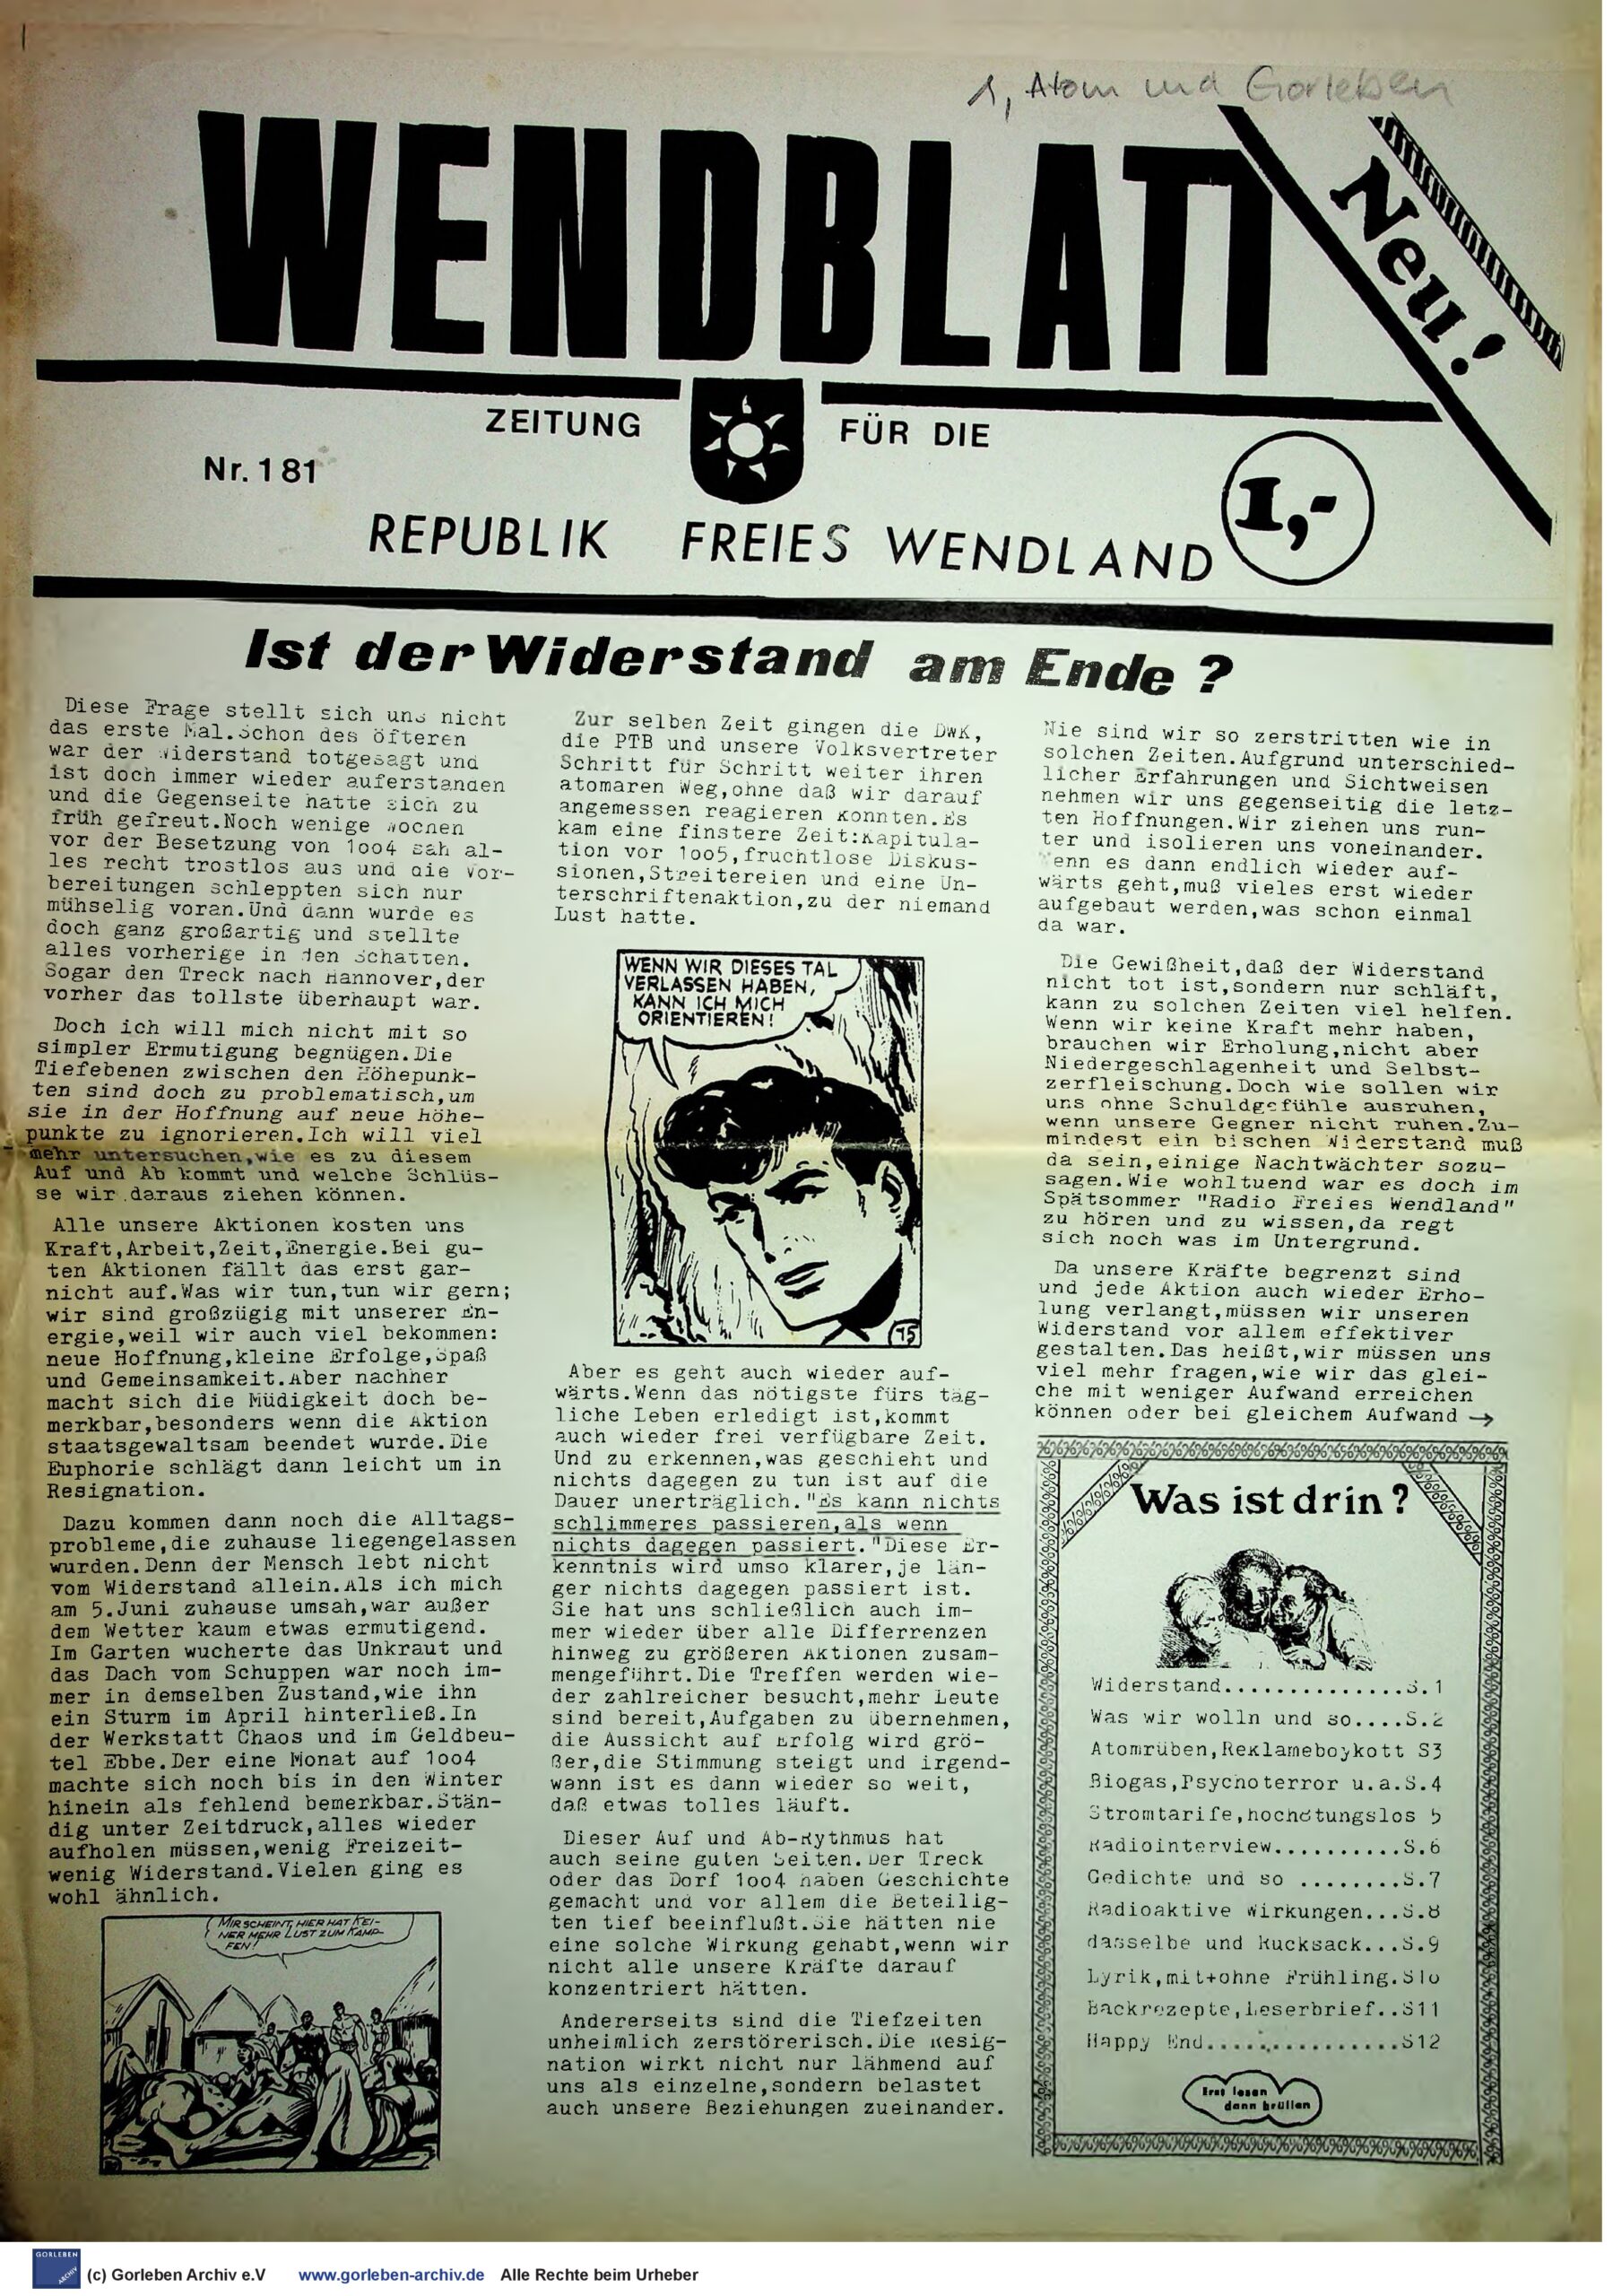 1, Atom und Gorleben
WENDBLATT
Neu!
ZEITUNG FÜR DIE
Nr. 181
REPUBLIK FREIES WENDLAND
1,-
Ist der Widerstand am Ende ?
Diese Frage stellt sich uns nicht
das erste Mal.Schon des öfteren
war der Widerstand totgesagt und
ist doch immer wieder auferstanden
und die Gegenseite hatte sich zu
früh gefreut.Noch wenige Wochen
vor der Besetzung von 1oo4 sah al-
les recht trostlos aus und die Vor-
bereitungen schleppten sich nur
mühselig voran.Und dann wurde es
doch ganz großartig und stellte
alles vorherige in den Schatten.
Sogar den Treck nach Hannover,der
vorher das tollste überhaupt war.
Doch ich will mich nicht mit so
simpler Ermutigung begnügen.Die
Tiefebenen zwischen den Höhepunk-
ten sind doch zu problematisch,um
sie in der Hoffnung auf neue Höhe-
punkte zu ignorieren.Ich will viel
mehr untersuchen,wie es zu diesem
Auf und Ab kommt und welche Schlüs-
se wir daraus ziehen können.
Alle unsere Aktionen kosten uns
Kraft,Arbeit,Zeit,Energie.Bei gu-
ten Aktionen fällt das erst gar-
nicht auf.Was wir tun,tun wir gern;
wir sind großzügig mit unserer En-
ergie,weil wir auch viel bekommen:
neue Hoffnung,kleine Erfolge,Spaß
und Gemeinsamkeit.Aber nachher
macht sich die Müdigkeit doch be-
merkbar,besonders wenn die Aktion
staatsgewaltsam beendet wurde.Die
Euphorie schlägt dann leicht um in
Resignation.
Dazu kommen dann noch die Alltags-
probleme,die zuhause liegengelassen
wurden.Denn der Mensch lebt nicht
vom Widerstand allein.Als ich mich
am 5.Juni zuhause umsah,war außer
dem Wetter kaum etwas ermutigend.
Im Garten wucherte das Unkraut und
das Dach vom Schuppen war noch im-
mer in demselben Zustand,wie ihn
ein Sturm im April hinterließ.In
der Werkstatt Chaos und im Geldbeu-
tel Ebbe.Der eine Monat auf 1oo4
machte sich noch bis in den Winter
hinein als fehlend bemerkbar.Stän-
dig unter Zeitdruck,alles wieder
aufholen müssen,wenig Freizeit-
wenig Widerstand.Vielen ging es
wohl ähnlich.
MIR SCHEINT, HIER HAT KEI-
NER MEHR LUST ZUM KÄMP-
FEN!
Zur selben Zeit gingen die DWK,
die PTB und unsere Volksvertreter
Schritt für Schritt weiter ihren
atomaren Weg,ohne daß wir darauf
angemessen reagieren konnten.Es
kam eine finstere Zeit:Kapitula-
tion vor 1oo5,fruchtlose Diskus-
sionen,Streitereien und eine Un-
terschriftenaktion,zu der niemand
Lust hatte.
WENN WIR DIESES TAL
VERLASSEN HABEN,
KANN ICH MICH
ORIENTIEREN!
15
Aber es geht auch wieder auf-
wärts.Wenn das nötigste fürs täg-
liche Leben erledigt ist,kommt
auch wieder frei verfügbare Zeit.
Und zu erkennen,was geschieht und
nichts dagegen zu tun ist auf die
Dauer unerträglich."Es kann nichts
schlimmeres passieren,als wenn
nichts dagegen passiert."Diese Er-
kenntnis wird umso klarer,je län-
ger nichts dagegen passiert ist.
Sie hat uns schließlich auch im-
mer wieder über alle Differrenzen
hinweg zu größeren Aktionen zusam-
mengeführt.Die Treffen werden wie-
der zahlreicher besucht,mehr Leute
sind bereit,Aufgaben zu übernehmen,
die Aussicht auf Erfolg wird grö-
ßer,die Stimmung steigt und irgend-
wann ist es dann wieder so weit,
daß etwas tolles läuft.
Dieser Auf und Ab-Rythmus hat
auch seine guten Seiten.Der Treck
oder das Dorf 1oo4 haben Geschichte
gemacht und vor allem die Beteilig-
ten tief beeinflußt.Sie hätten nie
eine solche Wirkung gehabt,wenn wir
nicht alle unsere Kräfte darauf
konzentriert hätten.
Andererseits sind die Tiefzeiten
unheimlich zerstörerisch.Die Resig-
nation wirkt nicht nur lähmend auf
uns als einzelne,sondern belastet
auch unsere Beziehungen zueinander.
Nie sind wir so zerstritten wie in
solchen Zeiten.Aufgrund unterschied-
licher Erfahrungen und Sichtweisen
nehmen wir uns gegenseitig die letz-
ten Hoffnungen.Wir ziehen uns run-
ter und isolieren uns voneinander.
Wenn es dann endlich wieder auf-
wärts geht,muß vieles erst wieder
aufgebaut werden,was schon einmal
da war.
Die Gewißheit,daß der Widerstand
nicht tot ist,sondern nur schläft,
kann zu solchen Zeiten viel helfen.
Wenn wir keine Kraft mehr haben,
brauchen wir Erholung,nicht aber
Niedergeschlagenheit und Selbst-
zerfleischung.Doch wie sollen wir
uns ohne Schuldgefühle ausruhen,
wenn unsere Gegner nicht ruhen.Zu-
mindest ein bischen Widerstand muß
da sein,einige Nachtwächter sozu-
sagen.Wie wohltuend war es doch im
Spätsommer "Radio Freies Wendland"
zu hören und zu wissen,da regt
sich noch was im Untergrund.
Da unsere Kräfte begrenzt sind
und jede Aktion auch wieder Erho-
lung verlangt,müssen wir unseren
Widerstand vor allem effektiver
gestalten.Das heißt,wir müssen uns
viel mehr fragen,wie wir das glei-
che mit weniger Aufwand erreichen
können oder bei gleichem Aufwand →
Was ist drin ?
Widerstand..............S.1
Was wir wolln und so....S.2
Atomrüben,Reklameboykott S3
Biogas,Psychoterror u.a.S.4
Stromtarife,hochstungslos 5
Radiointerview..........S.6
Gedichte und so ........S.7
Radioaktive Wirkungen...S.8
dasselbe und Rucksack...S.9
Lyrik,mit+ohne Frühling.S1o
Backrezepte,Leserbrief..S11
Happy End...............S12
Erst lesen
dann brüllen
GORLEBEN
ARCHIV
(c) Gorleben Archiv e.V www.gorleben-archiv.de Alle Rechte beim Urheber